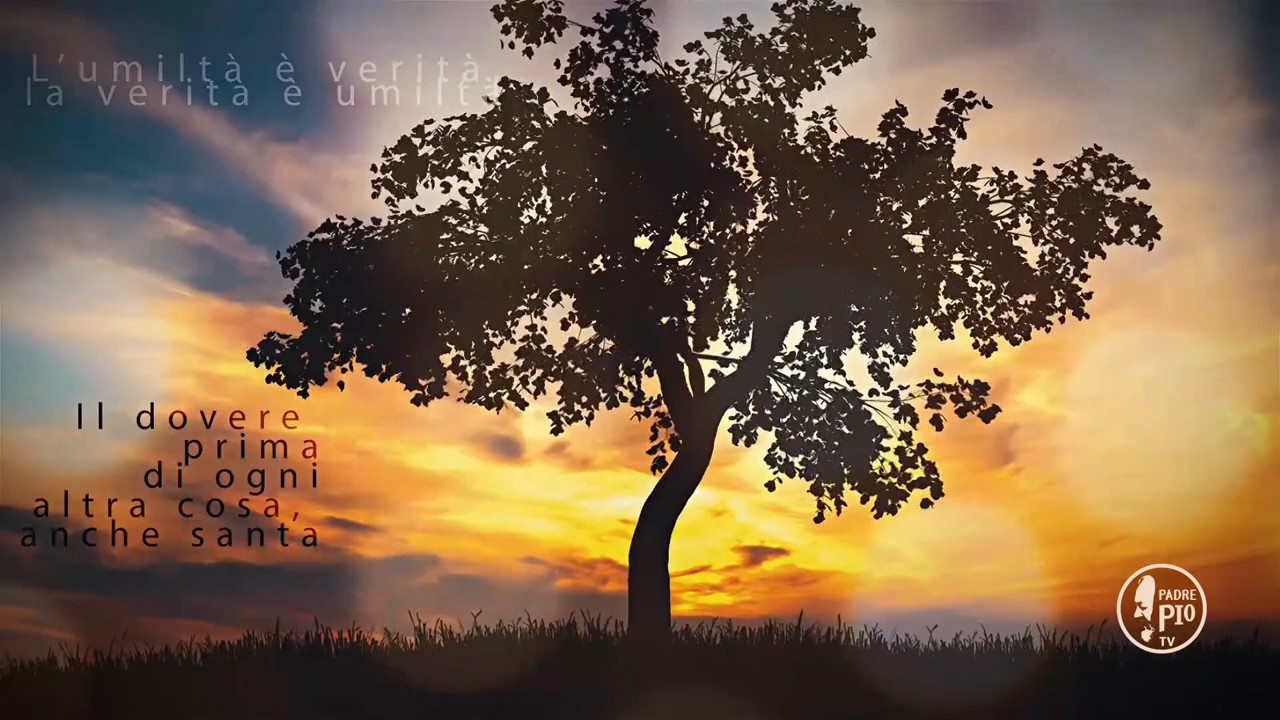 L'umiltà è verità,
la verità è umiltà
Il dovere
prima
di ogni
altra cosa,
anche santa
PADRE
PIO
TV